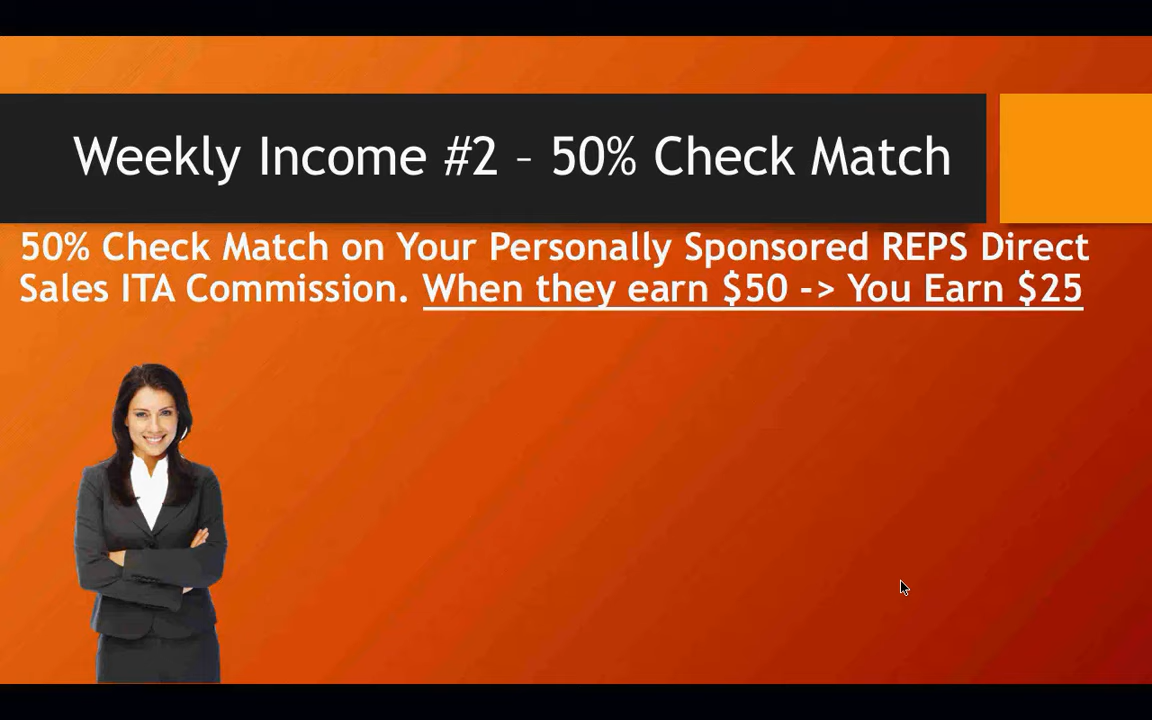 Weekly Income #2 – 50% Check Match
50% Check Match on Your Personally Sponsored REPS Direct
Sales ITA Commission. When they earn $50 -> You Earn $25